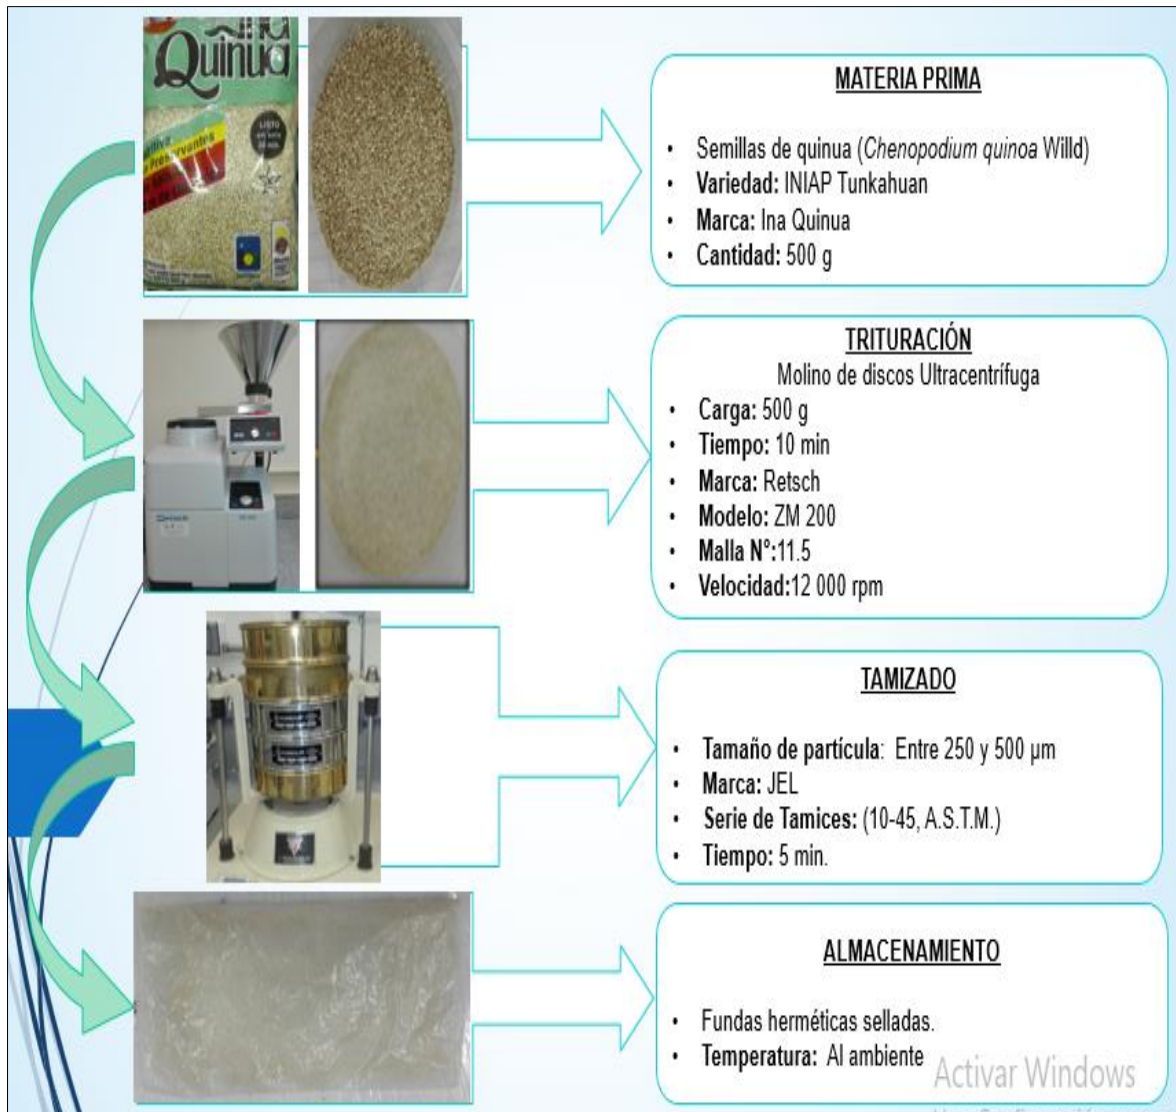 Ina
Quinua
LISTO
MATERIA PRIMA
• Semillas de quinua (Chenopodium quinoa Willd)
• Variedad: INIAP Tunkahuan
• Marca: Ina Quinua
• Cantidad: 500 g
TRITURACIÓN
Molino de discos Ultracentrífuga
• Carga: 500 g
• Tiempo: 10 min
• Marca: Retsch
• Modelo: ZM 200
• Malla N°:11.5
• Velocidad:12 000 rpm
TAMIZADO
• Tamaño de partícula: Entre 250 y 500 µm
• Marca: JEL
• Serie de Tamices: (10-45, A.S.T.M.)
• Tiempo: 5 min.
ALMACENAMIENTO
• Fundas herméticas selladas.
• Temperatura: Al ambiente
Activar Windows